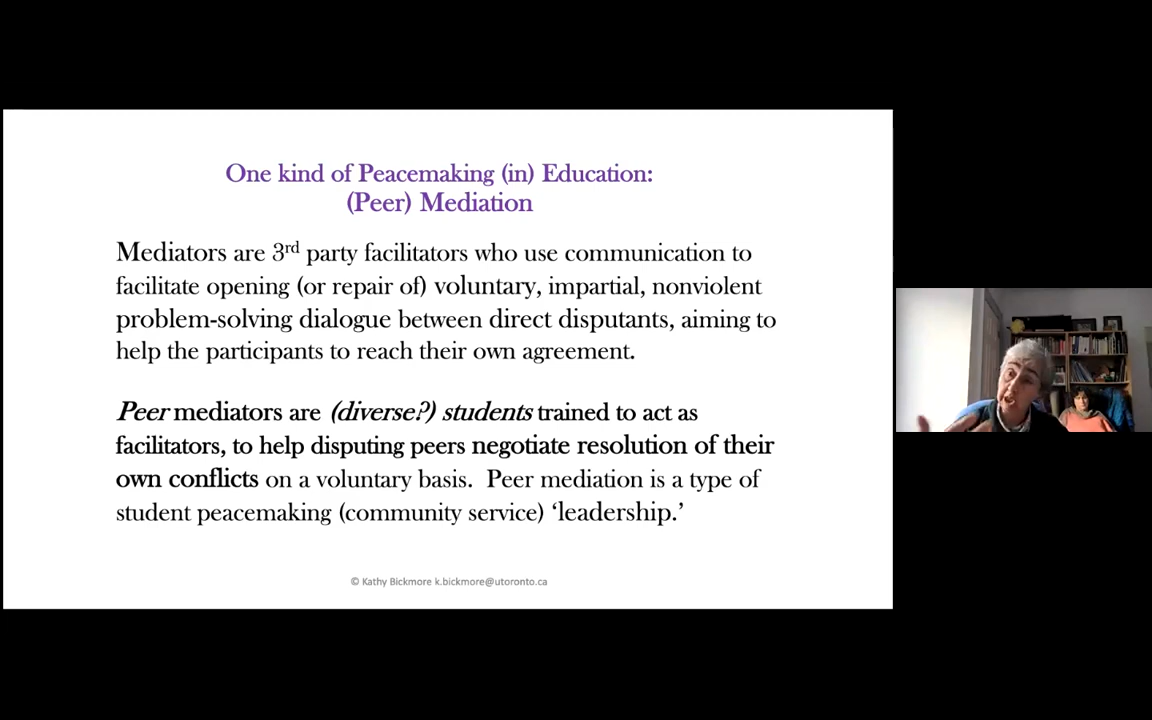 One kind of Peacemaking (in) Education:
(Peer) Mediation
Mediators are 3rd party facilitators who use communication to
facilitate opening (or repair of) voluntary, impartial, nonviolent
problem-solving dialogue between direct disputants, aiming to
help the participants to reach their own agreement.
Peer mediators are (diverse?) students trained to act as
facilitators, to help disputing peers negotiate resolution of their
own conflicts on a voluntary basis.  Peer mediation is a type of
student peacemaking (community service) ‘leadership.’
© Kathy Bickmore k.bickmore@utoronto.ca